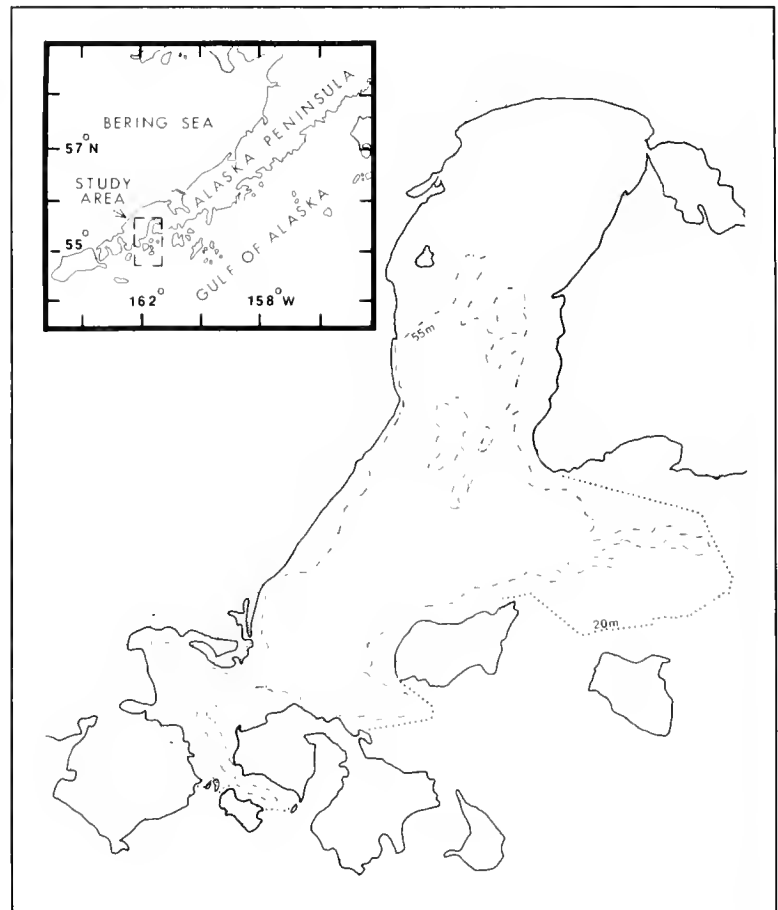 BERING SEA
57°N
ALASKA PENINSULA
STUDY
AREA
55°
GULF OF ALASKA
162°
158°W
55m
20m